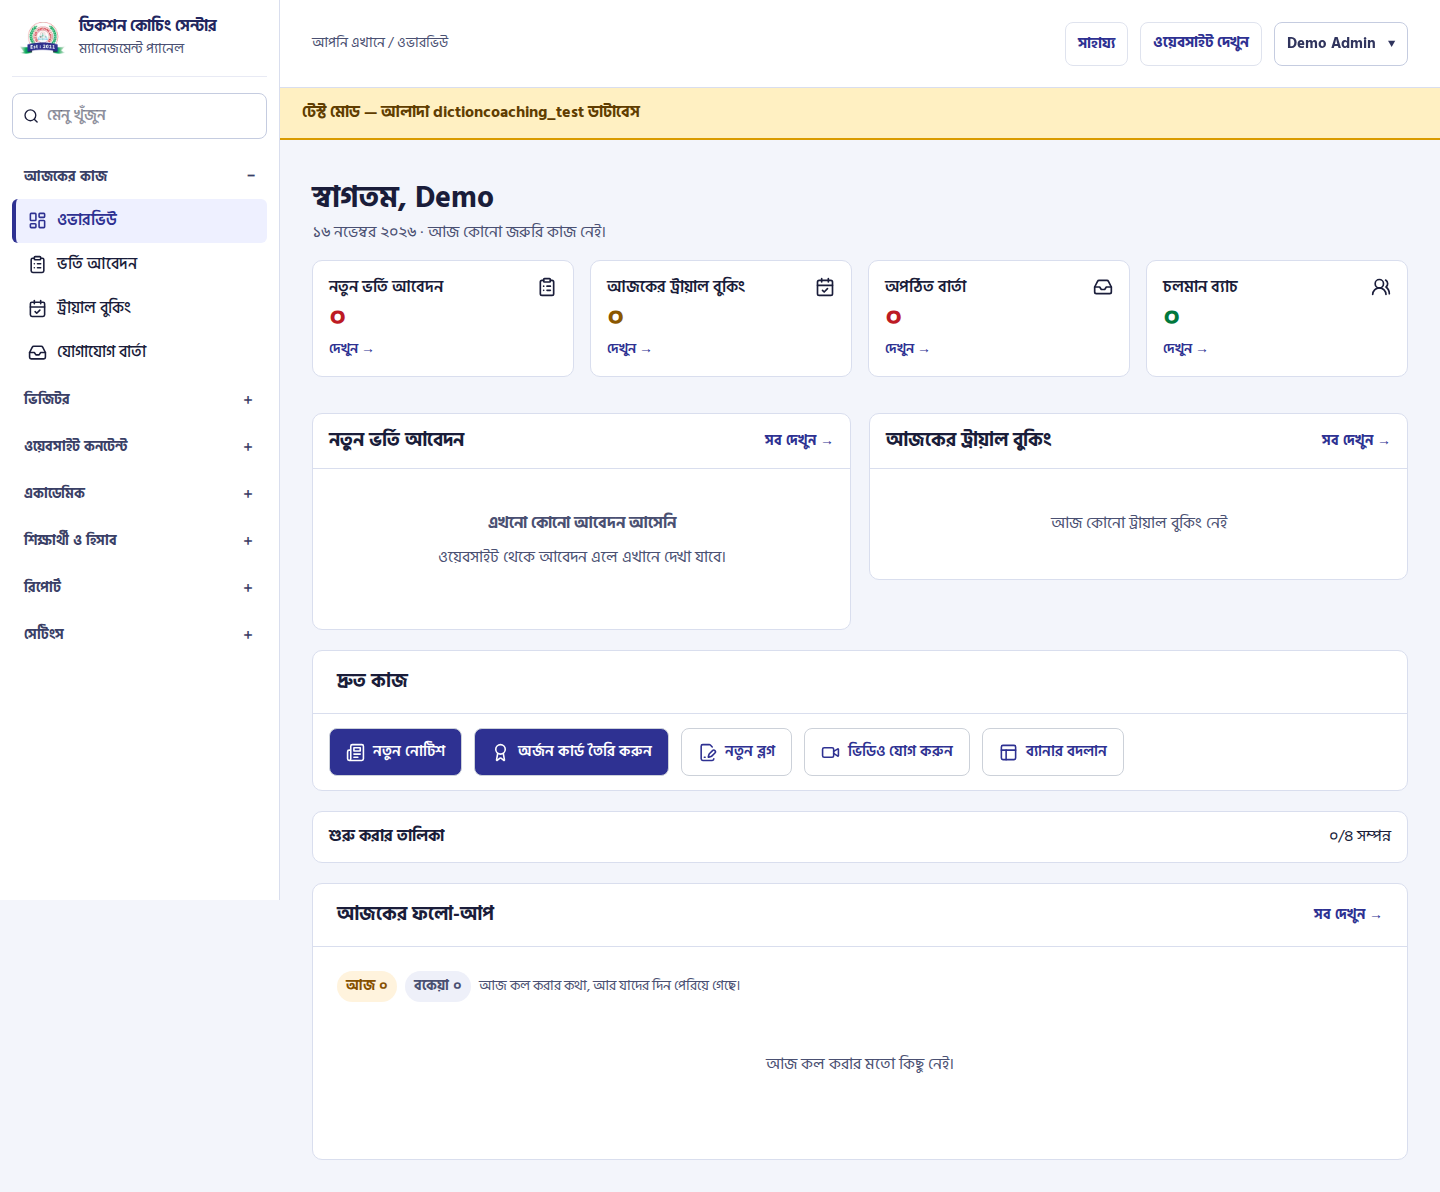 ডিকশন কোচিং সেন্টার
ম্যানেজমেন্ট প্যানেল
Est : 2011
মেনু খুঁজুন
আজকের কাজ −
ওভারভিউ
ভর্তি আবেদন
ট্রায়াল বুকিং
যোগাযোগ বার্তা
ভিজিটর +
ওয়েবসাইট কনটেন্ট +
একাডেমিক +
শিক্ষার্থী ও হিসাব +
রিপোর্ট +
সেটিংস +
আপনি এখানে / ওভারভিউ
সাহায্য
ওয়েবসাইট দেখুন
Demo Admin ▾
টেস্ট মোড — আলাদা dictioncoaching_test ডাটাবেস
স্বাগতম, Demo
১৬ নভেম্বর ২০২৬ · আজ কোনো জরুরি কাজ নেই।
নতুন ভর্তি আবেদন
০
দেখুন →
আজকের ট্রায়াল বুকিং
০
দেখুন →
অপঠিত বার্তা
০
দেখুন →
চলমান ব্যাচ
০
দেখুন →
নতুন ভর্তি আবেদন সব দেখুন →
এখনো কোনো আবেদন আসেনি
ওয়েবসাইট থেকে আবেদন এলে এখানে দেখা যাবে।
আজকের ট্রায়াল বুকিং সব দেখুন →
আজ কোনো ট্রায়াল বুকিং নেই
দ্রুত কাজ
নতুন নোটিশ
অর্জন কার্ড তৈরি করুন
নতুন ব্লগ
ভিডিও যোগ করুন
ব্যানার বদলান
শুরু করার তালিকা ০/৪ সম্পন্ন
আজকের ফলো-আপ সব দেখুন →
আজ ০ বকেয়া ০ আজ কল করার কথা, আর যাদের দিন পেরিয়ে গেছে।
আজ কল করার মতো কিছু নেই।